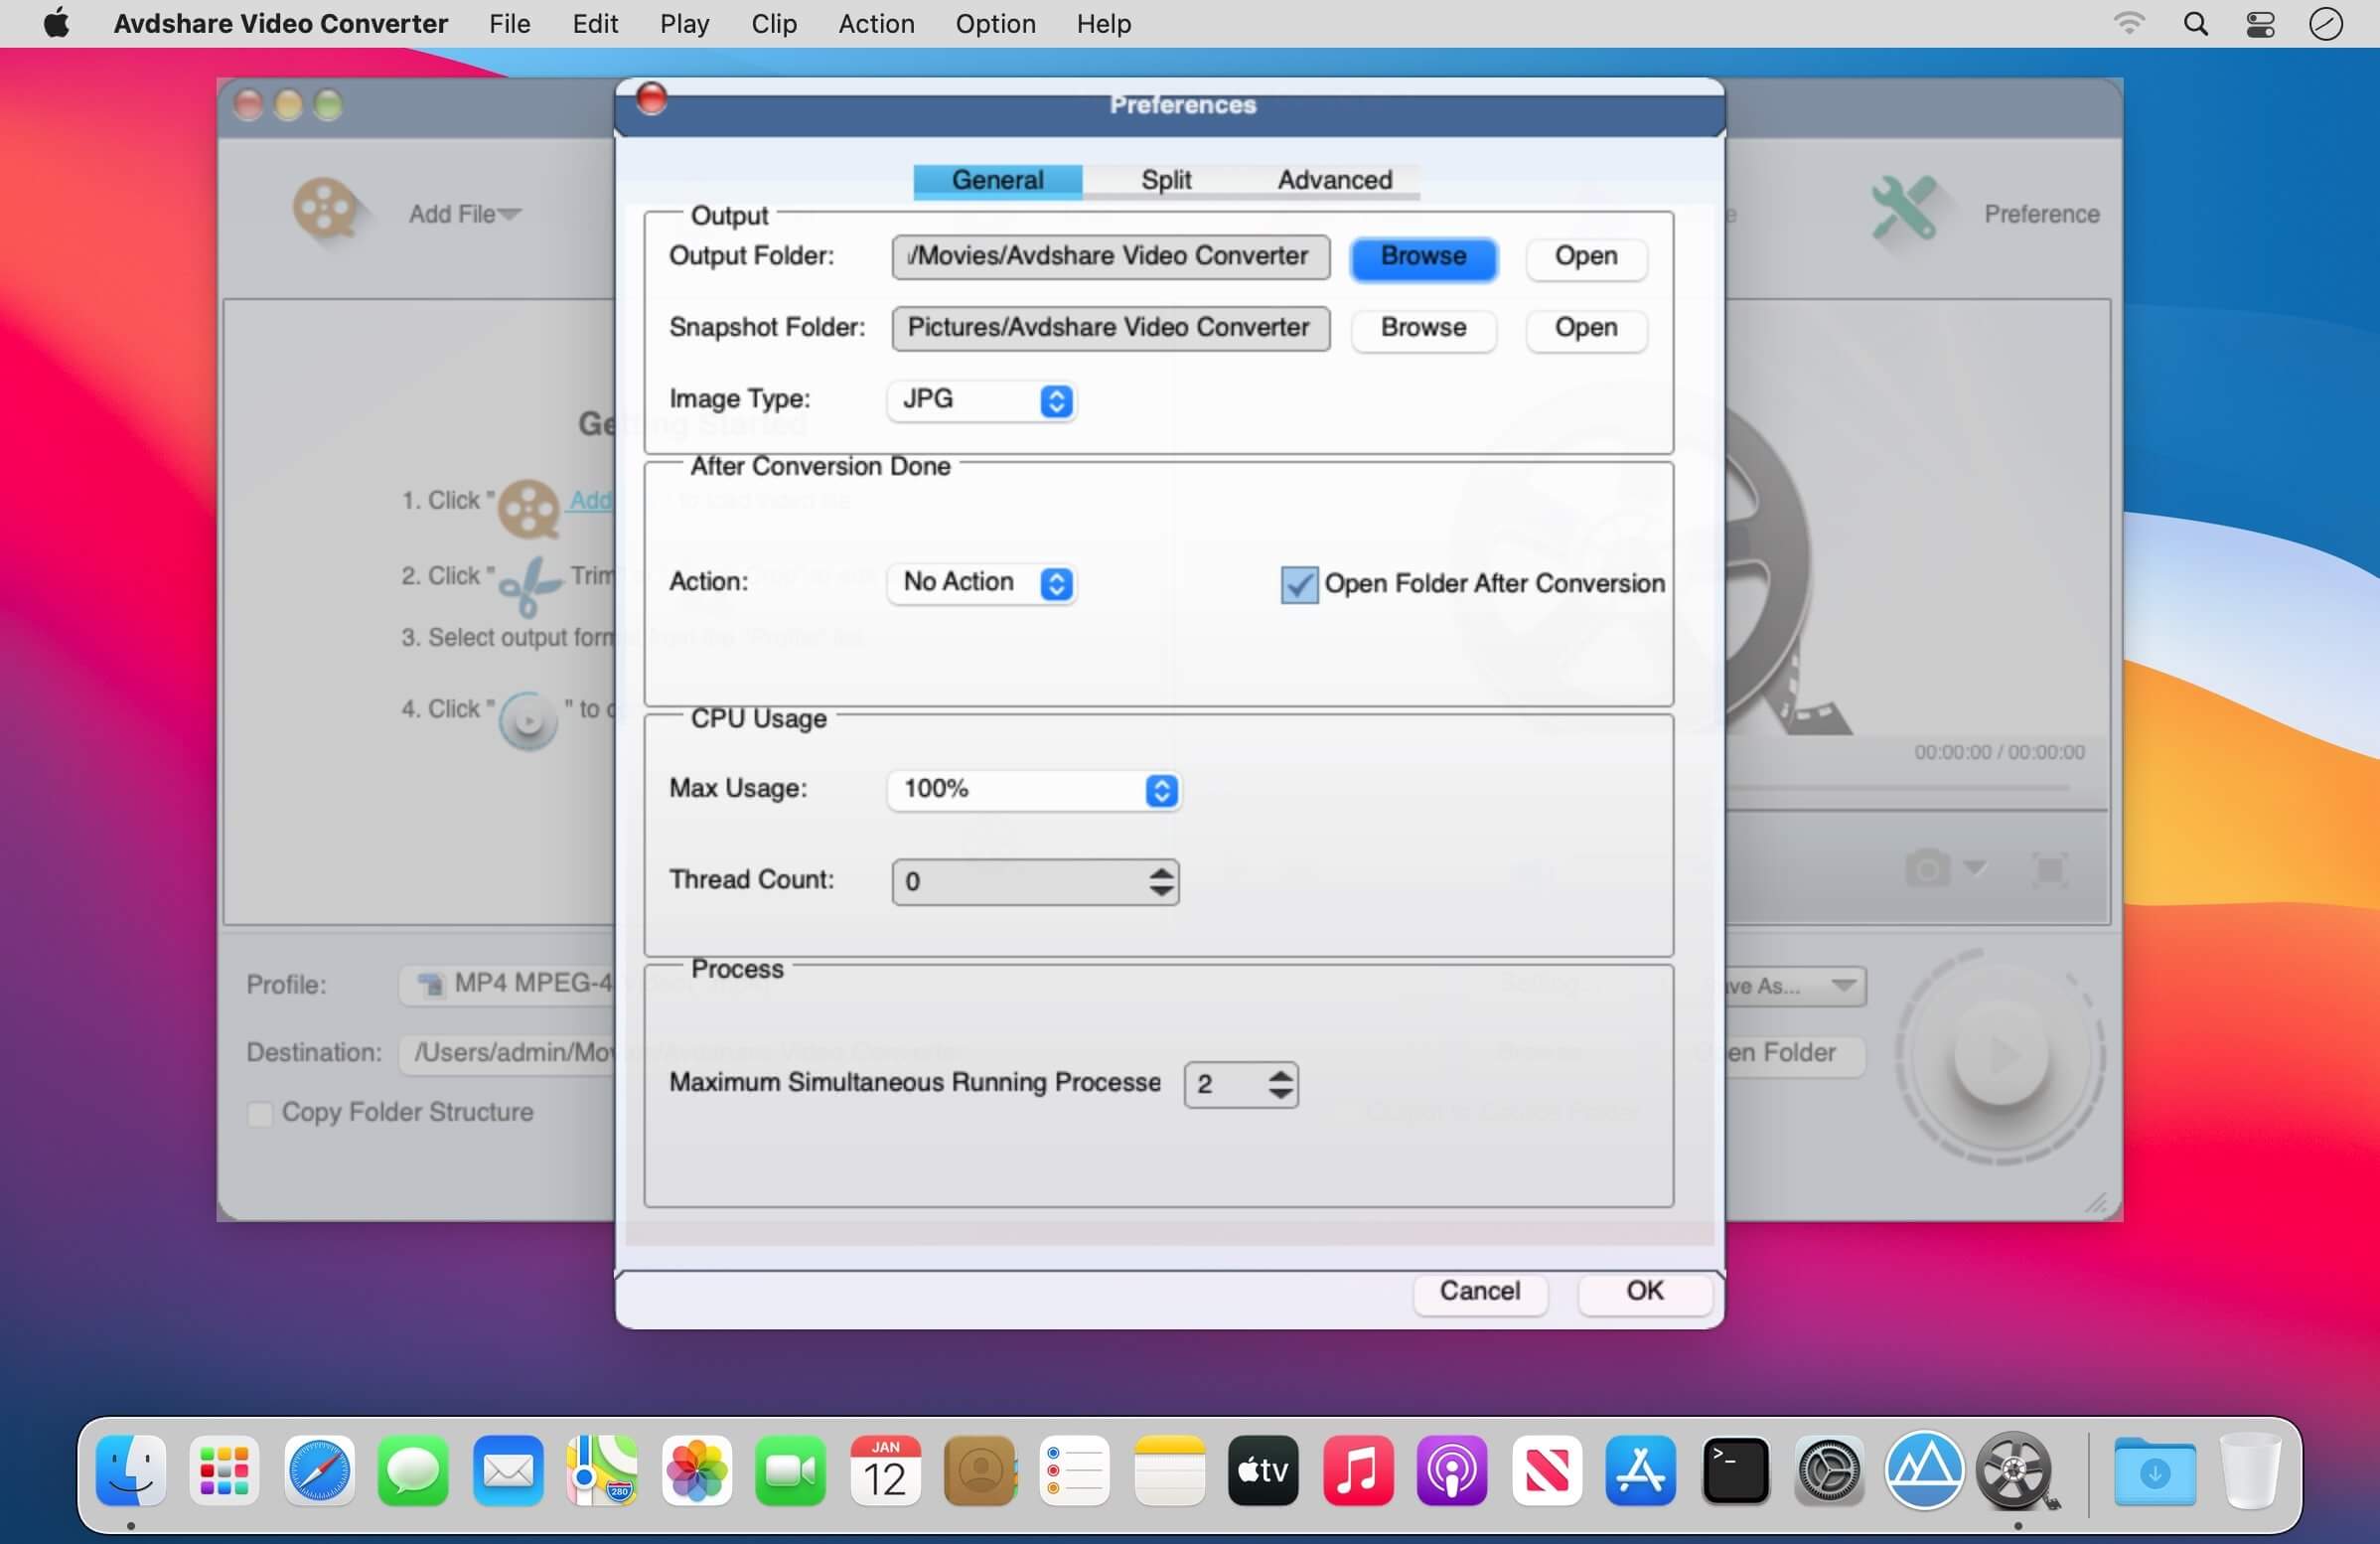 Avdshare Video Converter File Edit Play Clip Action Option Help
Preferences
General Split Advanced
Add File
Preference
Output
Output Folder: /Movies/Avdshare Video Converter Browse Open
Snapshot Folder: Pictures/Avdshare Video Converter Browse Open
Image Type: JPG
Getting Started
After Conversion Done
1. Click " Add
2. Click " Trim
Action: No Action Open Folder After Conversion
3. Select output form
4. Click " " to
CPU Usage
00:00:00 / 00:00:00
Max Usage: 100%
Thread Count: 0
Process
Profile: MP4 MPEG-4
ve As...
Destination: /Users/admin/Mov
en Folder
Maximum Simultaneous Running Processe 2
Copy Folder Structure
Cancel OK
JAN
12
280
tv
>_